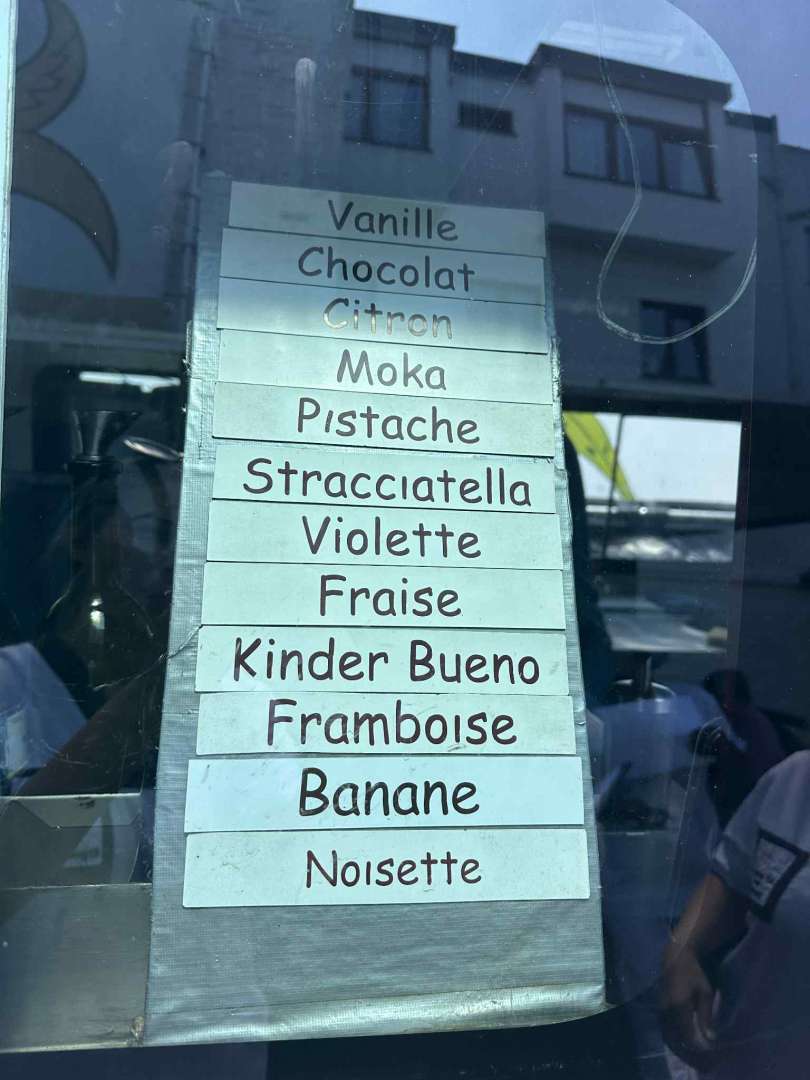 Vanille
Chocolat
Citron
Moka
Pistache
Stracciatella
Violette
Fraise
Kinder Bueno
Framboise
Banane
Noisette